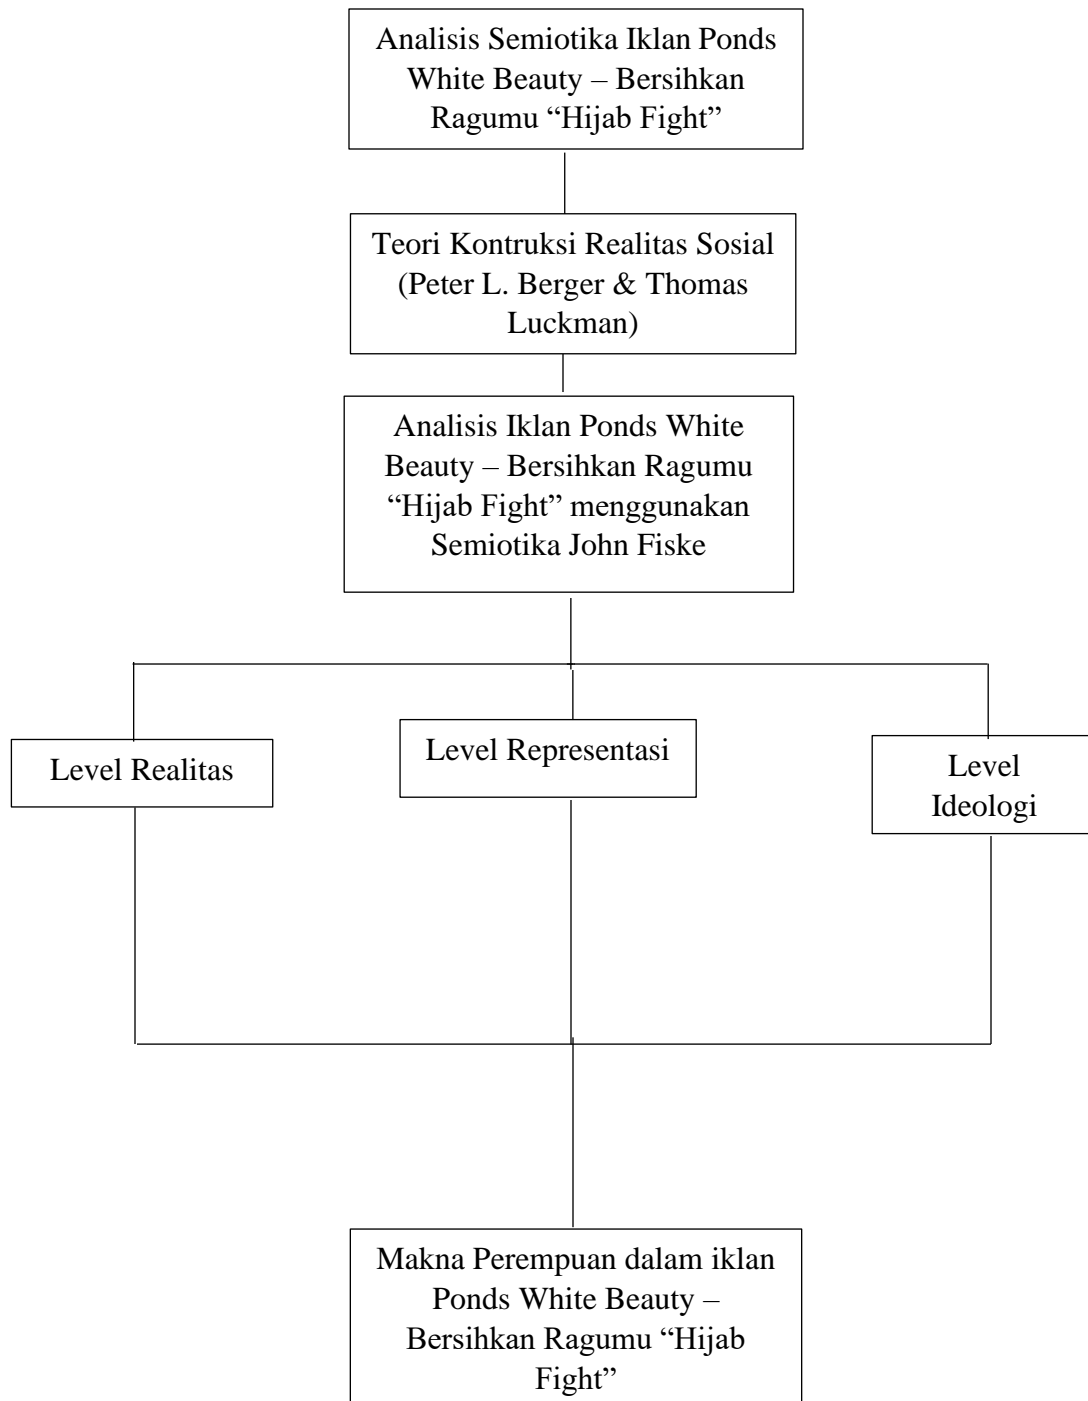 Analisis Semiotika Iklan Ponds
White Beauty – Bersihkan
Ragumu “Hijab Fight”
Teori Kontruksi Realitas Sosial
(Peter L. Berger & Thomas
Luckman)
Analisis Iklan Ponds White
Beauty – Bersihkan Ragumu
“Hijab Fight” menggunakan
Semiotika John Fiske
Level Realitas
Level Representasi
Level
Ideologi
Makna Perempuan dalam iklan
Ponds White Beauty –
Bersihkan Ragumu “Hijab
Fight”